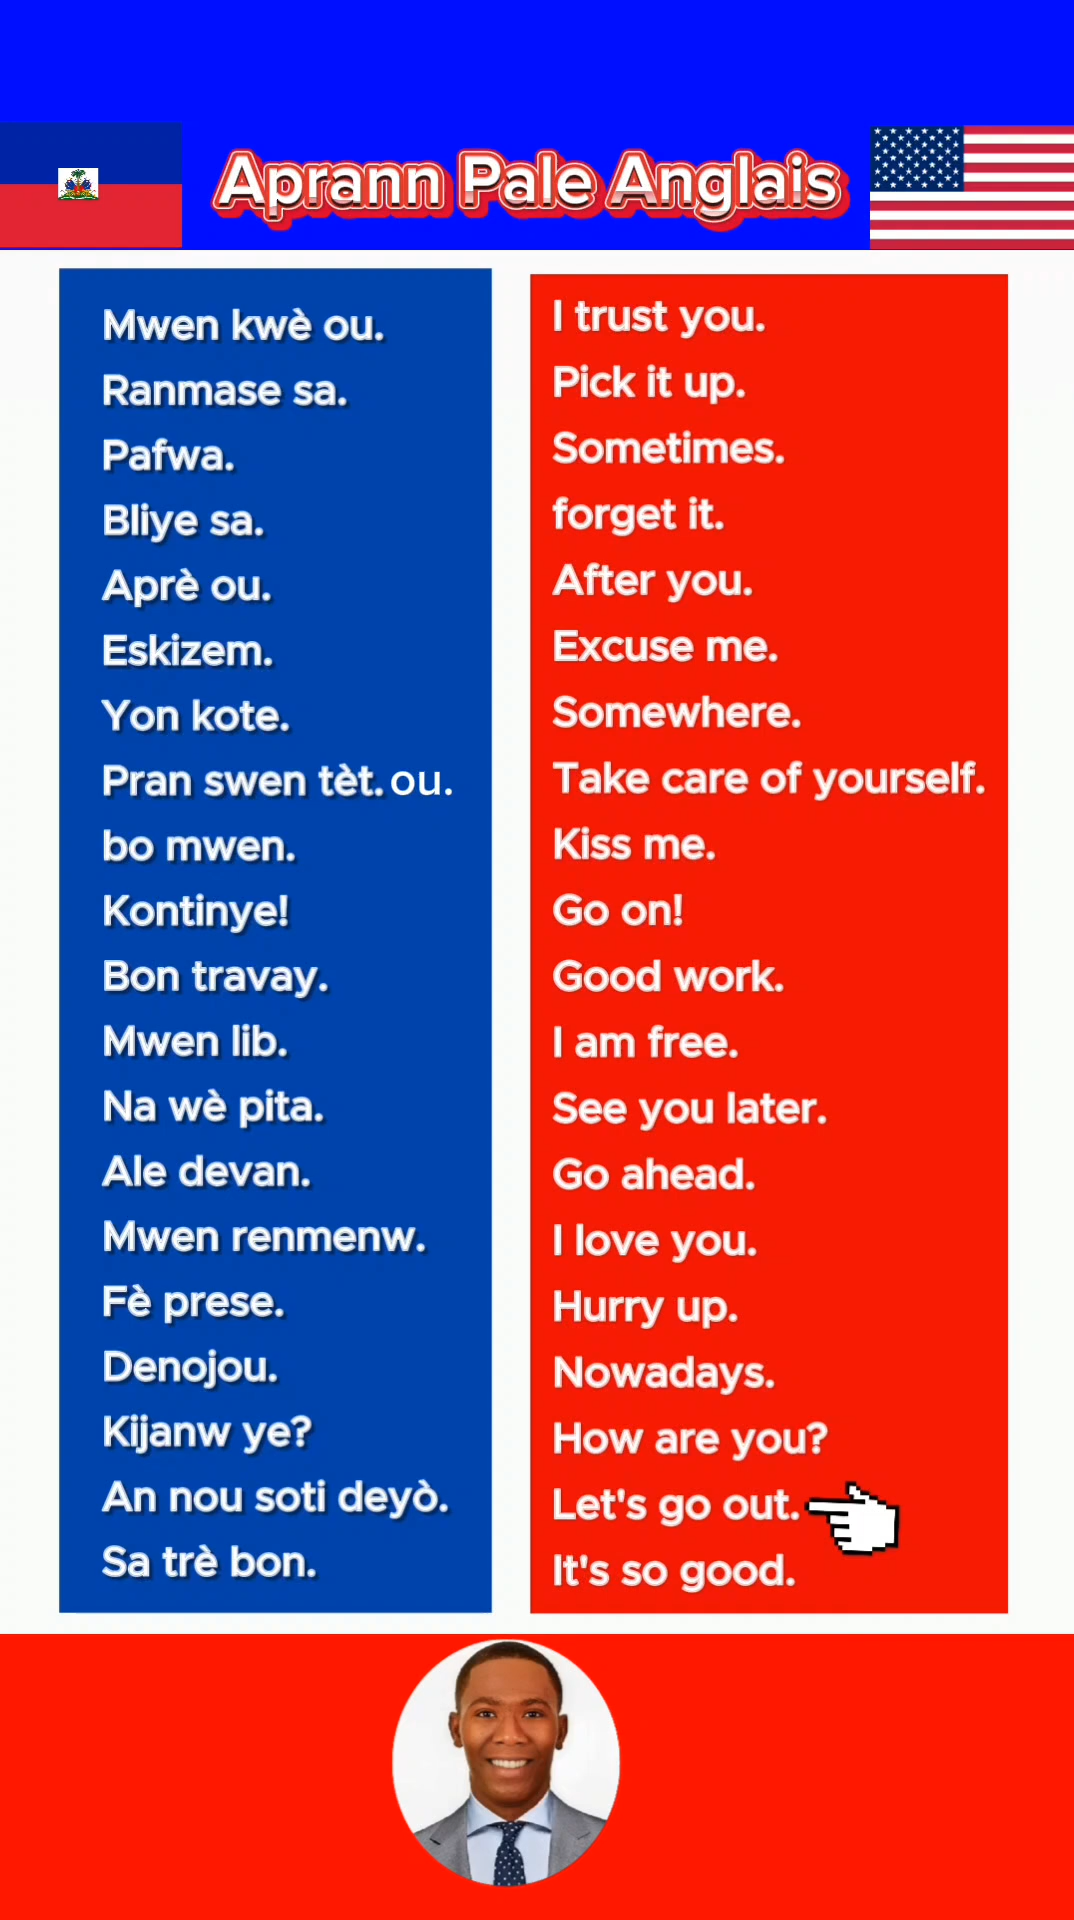 Aprann Pale Anglais
Mwen kwè ou.
Ranmase sa.
Pafwa.
Bliye sa.
Aprè ou.
Eskizem.
Yon kote.
Pran swen tèt. ou.
bo mwen.
Kontinye!
Bon travay.
Mwen lib.
Na wè pita.
Ale devan.
Mwen renmenw.
Fè prese.
Denojou.
Kijanw ye?
An nou soti deyò.
Sa trè bon.
I trust you.
Pick it up.
Sometimes.
forget it.
After you.
Excuse me.
Somewhere.
Take care of yourself.
Kiss me.
Go on!
Good work.
I am free.
See you later.
Go ahead.
I love you.
Hurry up.
Nowadays.
How are you?
Let's go out.
It's so good.